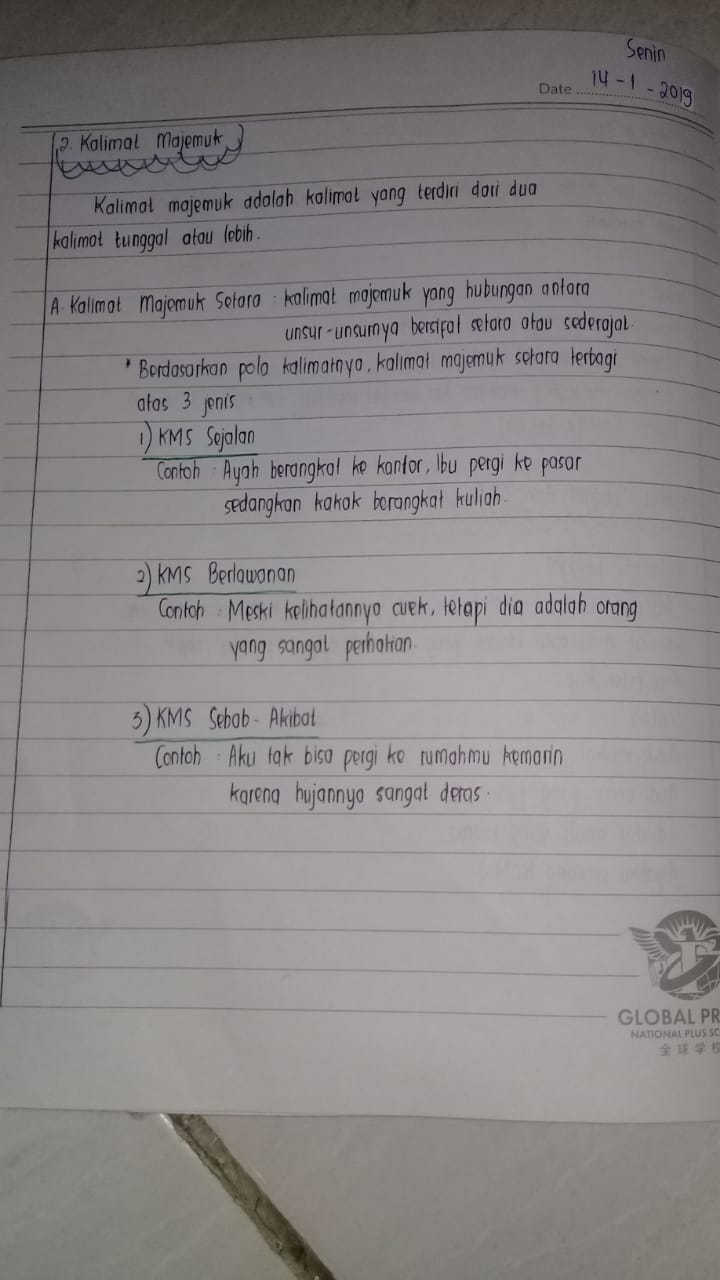 Senin
Date 14-1-2019
2. Kalimat Majemuk
Kalimat majemuk adalah kalimat yang terdiri dari dua
kalimat tunggal atau lebih.
A. Kalimat Majemuk Setara : kalimat majemuk yang hubungan antara
unsur-unsurnya bersifat setara atau sederajat.
* Berdasarkan pola kalimatnya, kalimat majemuk setara terbagi
atas 3 jenis
1) KMS Sejalan
Contoh : Ayah berangkat ke kantor, Ibu pergi ke pasar
sedangkan kakak berangkat kuliah.
2) KMS Berlawanan
Contoh : Meski kelihatannya cuek, tetapi dia adalah orang
yang sangat perhatian.
3) KMS Sebab - Akibat
Contoh : Aku tak bisa pergi ke rumahmu kemarin
karena hujannya sangat deras.
GLOBAL PR
NATIONAL PLUS SC
全球学校